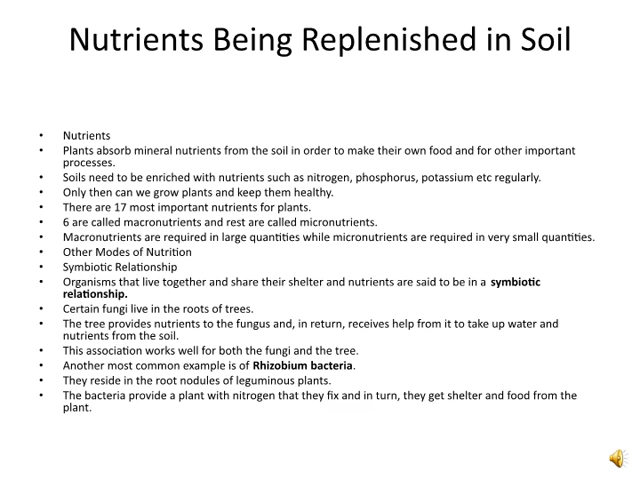 Nutrients Being Replenished in Soil
• Nutrients
• Plants absorb mineral nutrients from the soil in order to make their own food and for other important
processes.
• Soils need to be enriched with nutrients such as nitrogen, phosphorus, potassium etc regularly.
• Only then can we grow plants and keep them healthy.
• There are 17 most important nutrients for plants.
• 6 are called macronutrients and rest are called micronutrients.
• Macronutrients are required in large quantities while micronutrients are required in very small quantities.
• Other Modes of Nutrition
• Symbiotic Relationship
• Organisms that live together and share their shelter and nutrients are said to be in a symbiotic
relationship.
• Certain fungi live in the roots of trees.
• The tree provides nutrients to the fungus and, in return, receives help from it to take up water and
nutrients from the soil.
• This association works well for both the fungi and the tree.
• Another most common example is of Rhizobium bacteria.
• They reside in the root nodules of leguminous plants.
• The bacteria provide a plant with nitrogen that they fix and in turn, they get shelter and food from the
plant.